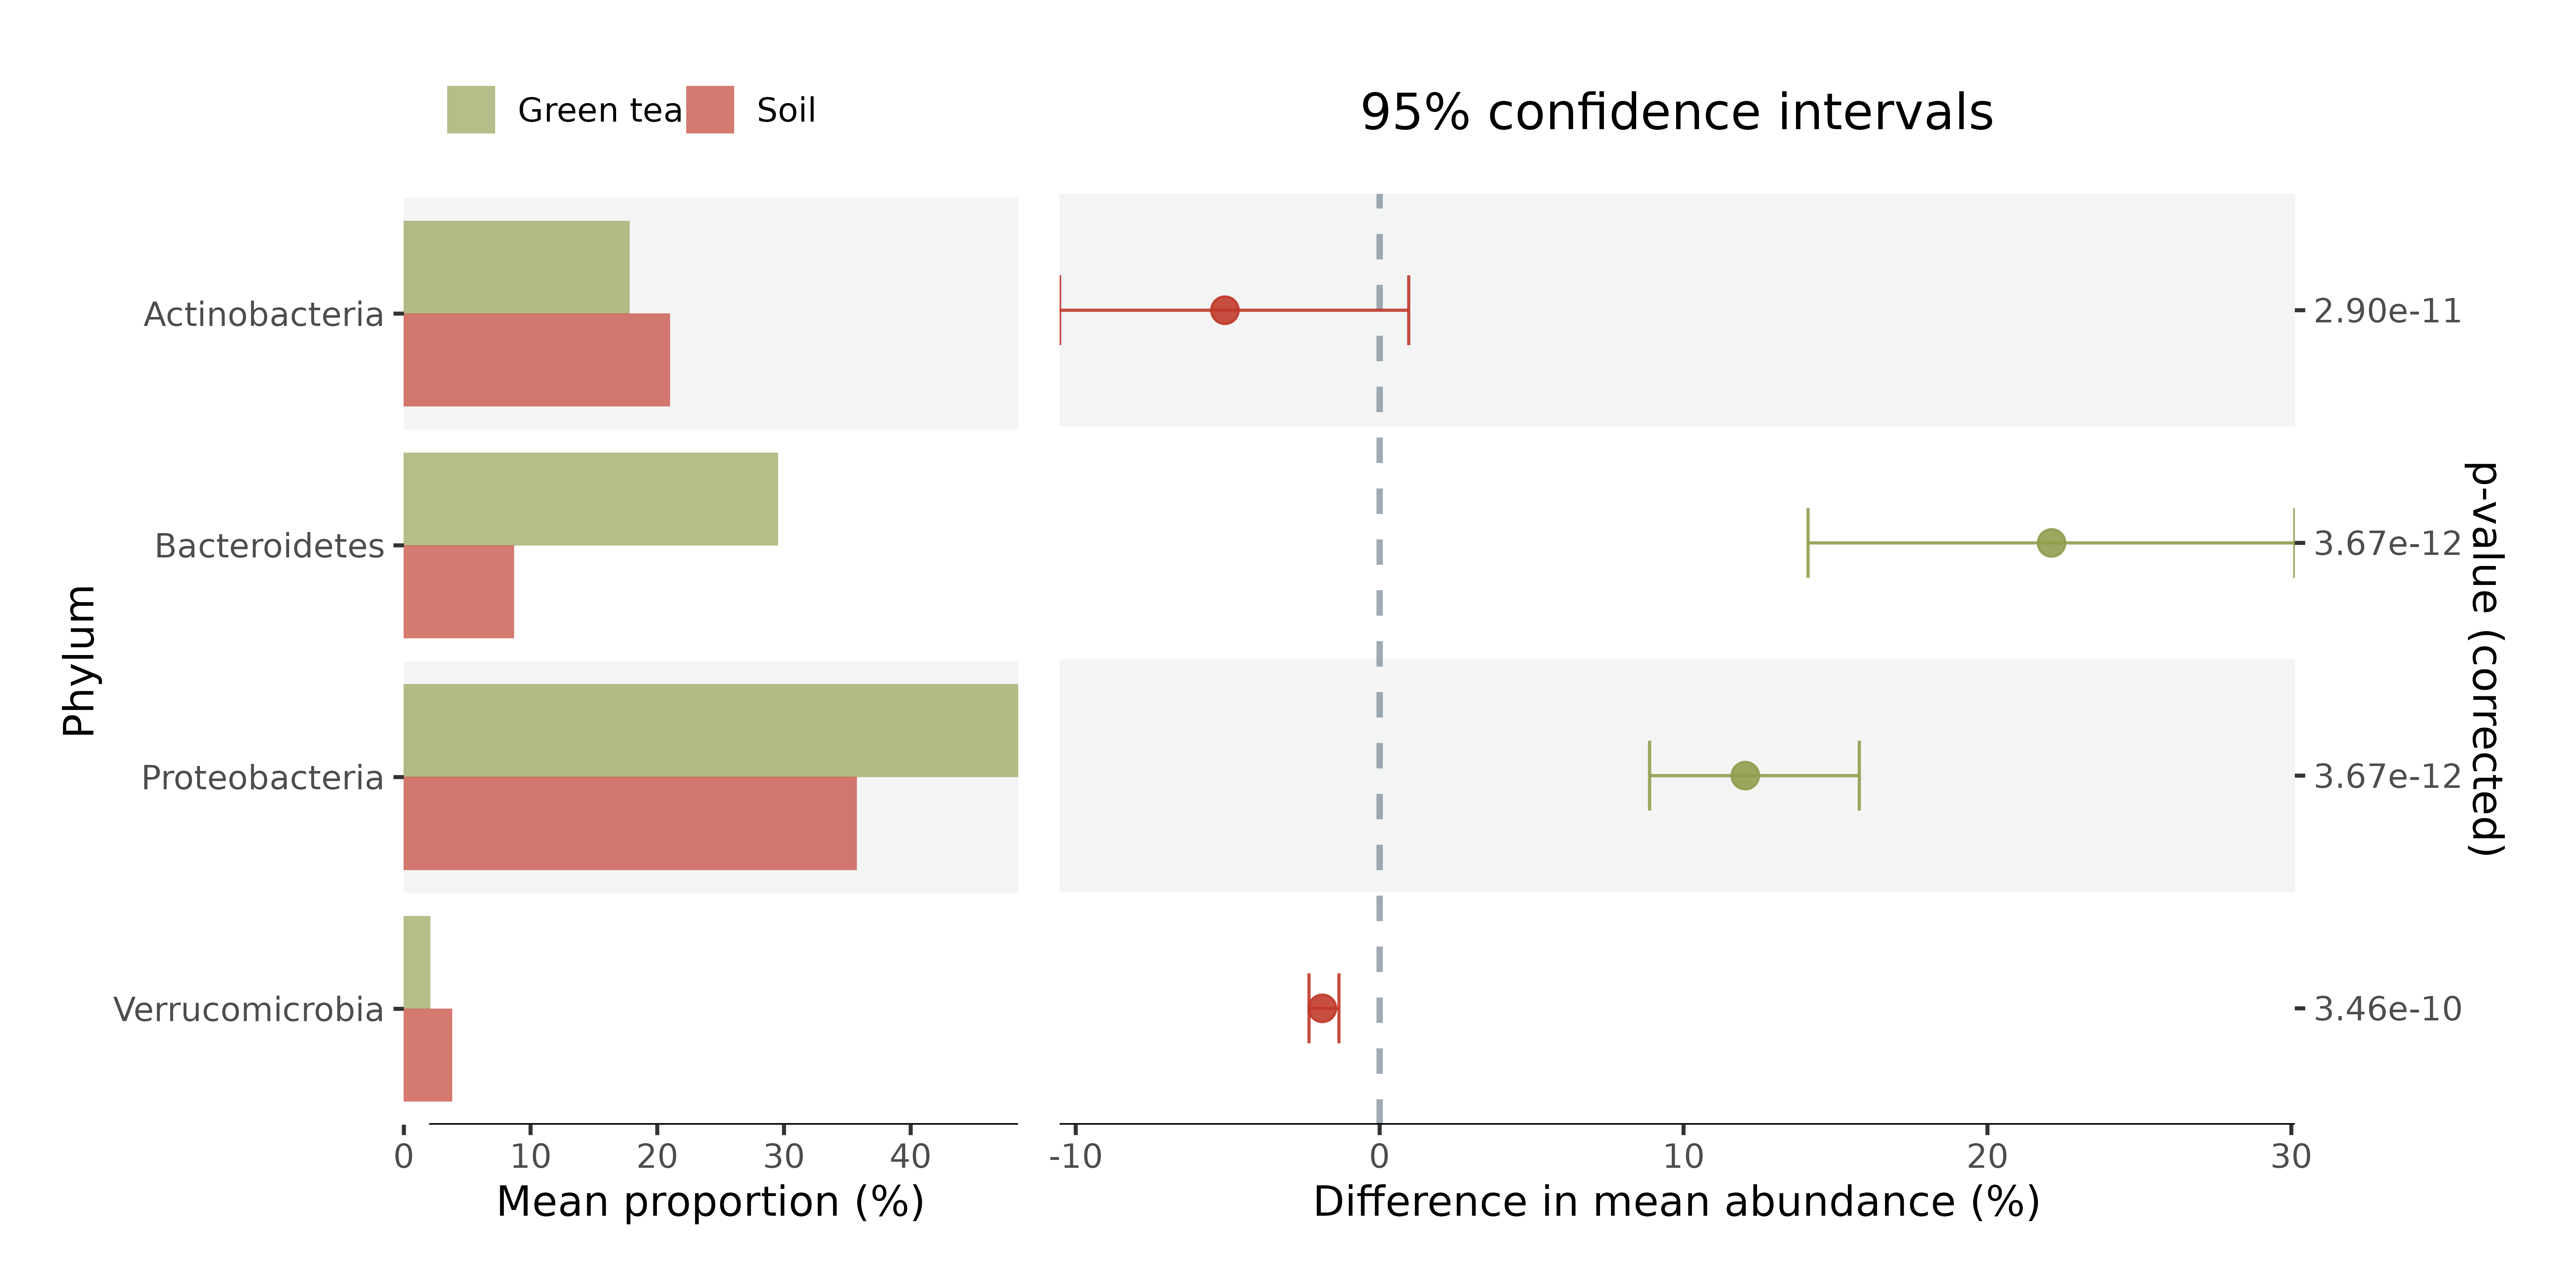 Green tea
Soil
95% confidence intervals
Phylum
Actinobacteria
Bacteroidetes
Proteobacteria
Verrucomicrobia
0 10 20 30 40
Mean proportion (%)
-10 0 10 20 30
Difference in mean abundance (%)
2.90e-11
3.67e-12
3.67e-12
3.46e-10
p-value (corrected)